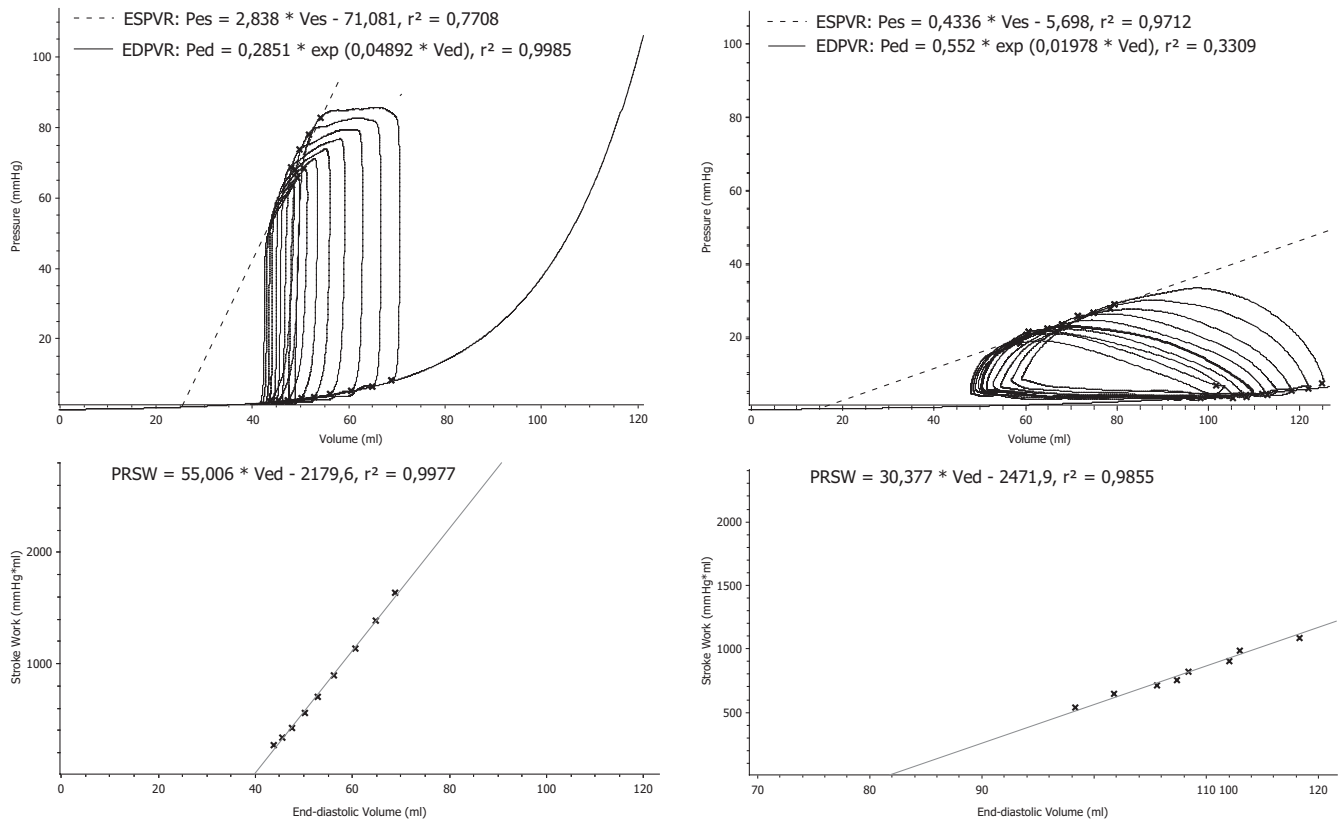 ESPVR: Pes = 2,838 * Ves - 71,081, r² = 0,7708
EDPVR: Ped = 0,2851 * exp (0,04892 * Ved), r² = 0,9985
100
80
60
40
20
Pressure (mmHg)
0 20 40 60 80 100 120
Volume (ml)
ESPVR: Pes = 0,4336 * Ves - 5,698, r² = 0,9712
EDPVR: Ped = 0,552 * exp (0,01978 * Ved), r² = 0,3309
100
80
60
40
20
Pressure (mmHg)
0 20 40 60 80 100 120
Volume (ml)
PRSW = 55,006 * Ved - 2179,6, r² = 0,9977
2000
1000
Stroke Work (mmHg*ml)
0 20 40 60 80 100 120
End-diastolic Volume (ml)
PRSW = 30,377 * Ved - 2471,9, r² = 0,9855
2000
1500
1000
500
Stroke Work (mmHg*ml)
70 80 90 110 100 120
End-diastolic Volume (ml)